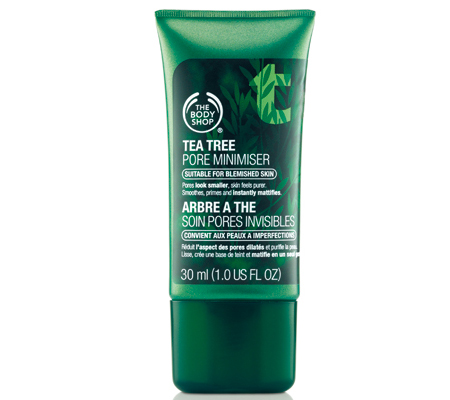 THE
BODY
SHOP
®
TEA TREE
PORE MINIMISER
SUITABLE FOR BLEMISHED SKIN
Pores look smaller, skin feels purer.
Smoothes, primes and instantly mattifies.
ARBRE A THE
SOIN PORES INVISIBLES
CONVIENT AUX PEAUX A IMPERFECTIONS
Réduit l'aspect des pores dilatés et purifie la
Lisse, crée une base de teint et matifie en un seul
30 ml (1.0 US FL OZ)
t